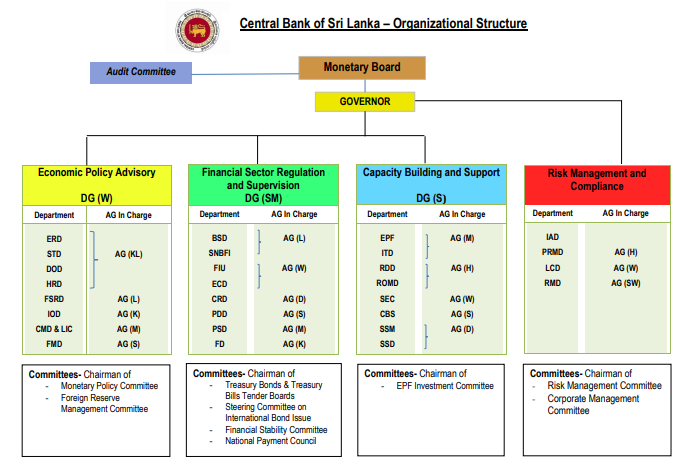 Central Bank of Sri Lanka – Organizational Structure
Audit Committee
Monetary Board
GOVERNOR
Economic Policy Advisory
DG (W)
Department AG In Charge
ERD
STD
DOD
HRD
AG (KL)
FSRD AG (L)
IOD AG (K)
CMD & LIC AG (M)
FMD AG (S)
Committees- Chairman of
- Monetary Policy Committee
- Foreign Reserve
Management Committee
Financial Sector Regulation
and Supervision
DG (SM)
Department AG In Charge
BSD
SNBFI
AG (L)
FIU
ECD
AG (W)
CRD AG (D)
PDD AG (S)
PSD AG (M)
FD AG (K)
Committees- Chairman of
- Treasury Bonds & Treasury
Bills Tender Boards
- Steering Committee on
International Bond Issue
- Financial Stability Committee
- National Payment Council
Capacity Building and Support
DG (S)
Department AG In Charge
EPF
ITD
AG (M)
RDD
ROMD
AG (H)
SEC AG (W)
CBS AG (S)
SSM
SSD
AG (D)
Committees- Chairman of
- EPF Investment Committee
Risk Management and
Compliance
Department AG In Charge
IAD
PRMD AG (H)
LCD AG (W)
RMD AG (SW)
Committees- Chairman of
- Risk Management Committee
- Corporate Management
Committee